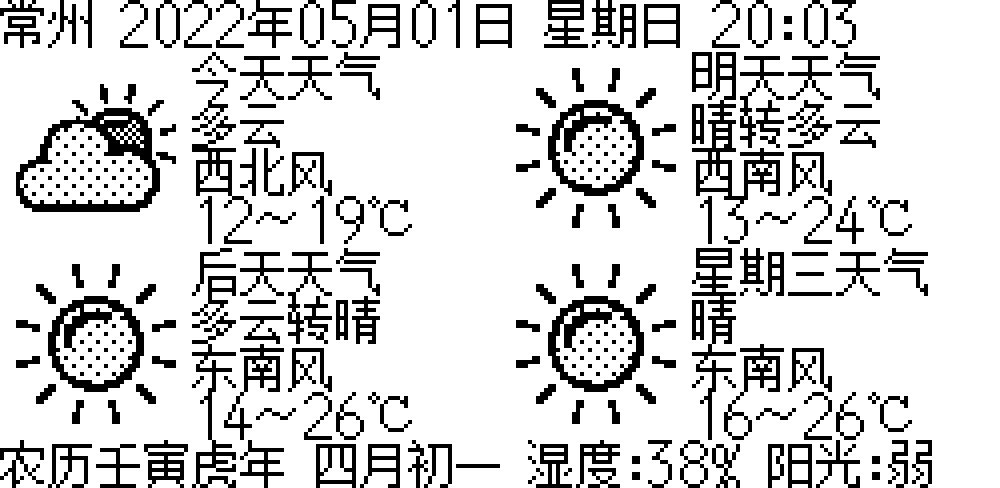 常州 2022年05月01日 星期日 20:03
今天天气
多云
西北风
12～19℃
明天天气
晴转多云
西南风
13～24℃
后天天气
多云转晴
东南风
14～26℃
星期三天气
晴
东南风
16～26℃
农历壬寅虎年 四月初一 湿度:38% 阳光:弱